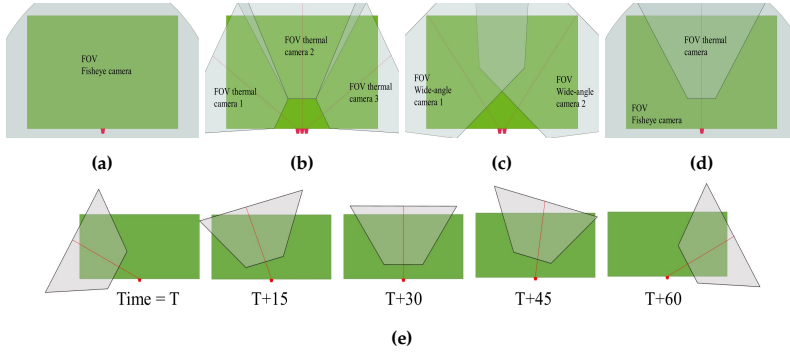 FOV
Fisheye camera
(a)
FOV thermal
camera 2
FOV thermal
camera 1
FOV thermal
camera 3
(b)
FOV
Wide-angle
camera 1
FOV
Wide-angle
camera 2
(c)
FOV thermal
camera
FOV
Fisheye camera
(d)
Time = T
T+15
T+30
T+45
T+60
(e)